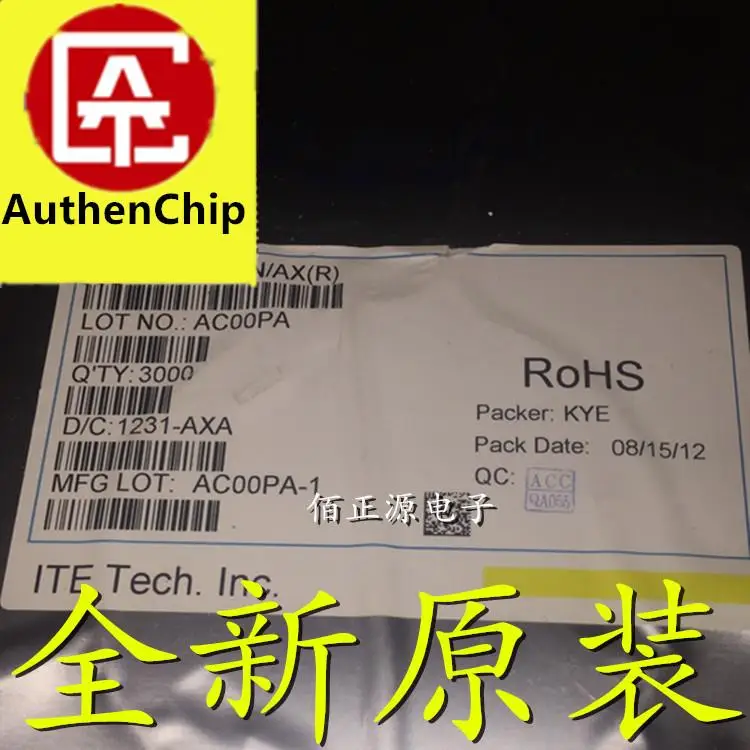 AuthenChip
N/AX(R)
LOT NO.: AC00PA
Q'TY: 3000
D/C: 1231-AXA
MFG LOT: AC00PA-1
RoHS
Packer: KYE
Pack Date: 08/15/12
QC: ACC
QA055
佰正源电子
ITE Tech. Inc.
全新原装